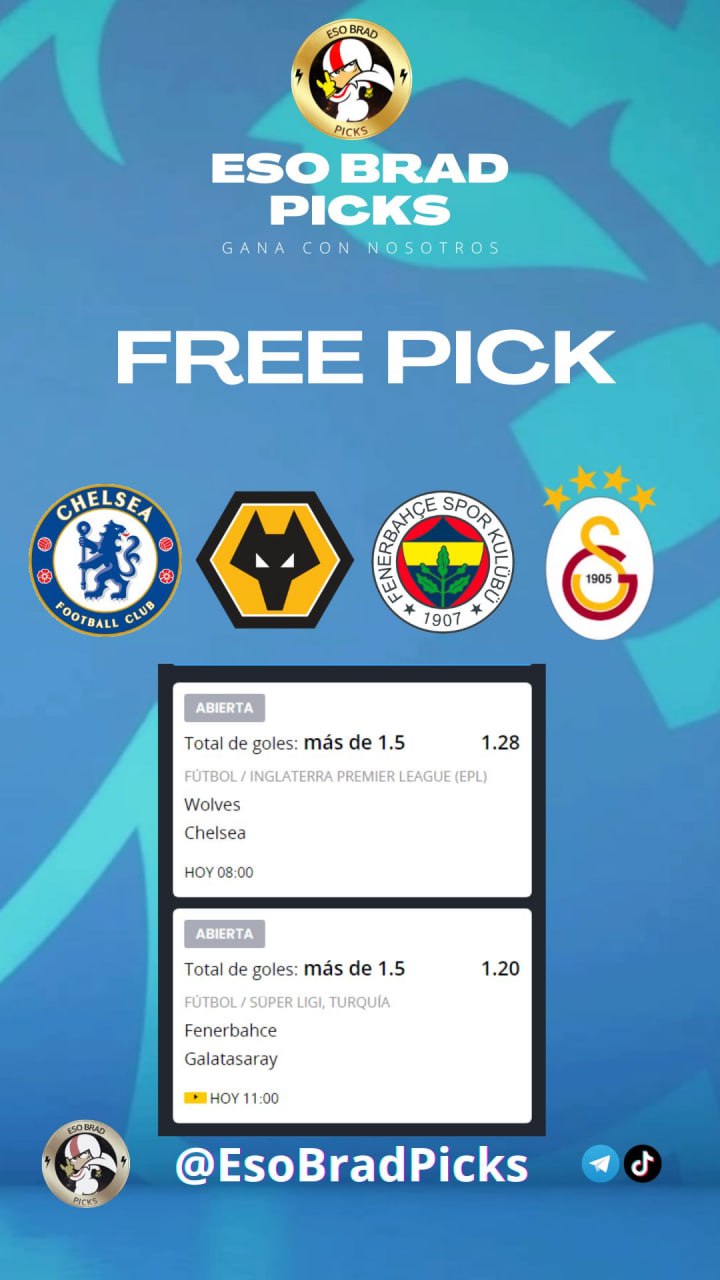 ESO BRAD
PICKS
ESO BRAD
PICKS
GANA CON NOSOTROS
FREE PICK
CHELSEA
FOOTBALL CLUB
FENERBAHÇE SPOR KULÜBÜ
1907
1905
ABIERTA
Total de goles: más de 1.5 1.28
FÚTBOL / INGLATERRA PREMIER LEAGUE (EPL)
Wolves
Chelsea
HOY 08:00
ABIERTA
Total de goles: más de 1.5 1.20
FÚTBOL / SÜPER LIGI, TURQUÍA
Fenerbahce
Galatasaray
HOY 11:00
ESO BRAD
PICKS
@EsoBradPicks